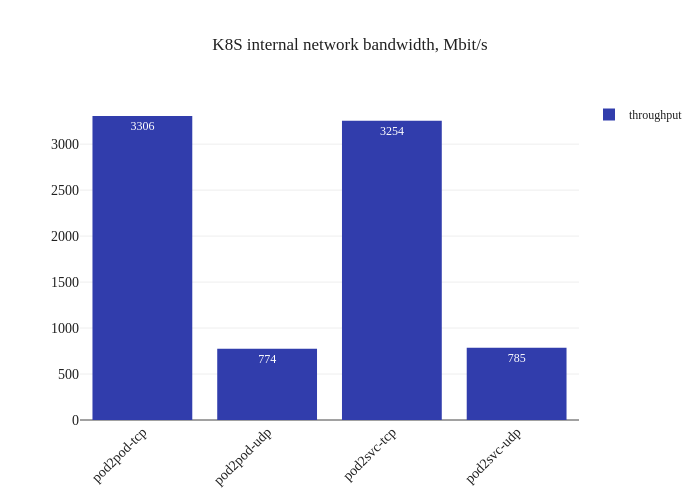 K8S internal network bandwidth, Mbit/s
throughput
3000
2500
2000
1500
1000
500
0
3306
774
3254
785
pod2pod-tcp
pod2pod-udp
pod2svc-tcp
pod2svc-udp